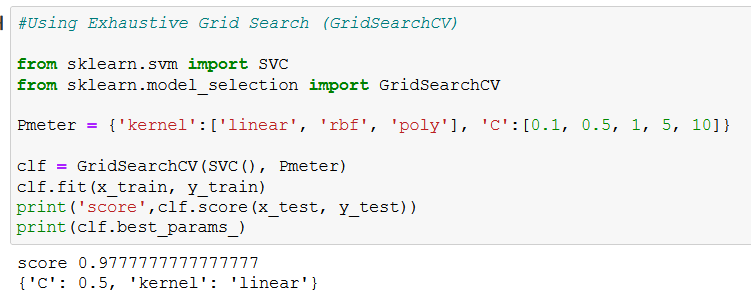 #Using Exhaustive Grid Search (GridSearchCV)
from sklearn.svm import SVC
from sklearn.model_selection import GridSearchCV
Pmeter = {'kernel':['linear', 'rbf', 'poly'], 'C':[0.1, 0.5, 1, 5, 10]}
clf = GridSearchCV(SVC(), Pmeter)
clf.fit(x_train, y_train)
print('score',clf.score(x_test, y_test))
print(clf.best_params_)
score 0.9777777777777777
{'C': 0.5, 'kernel': 'linear'}